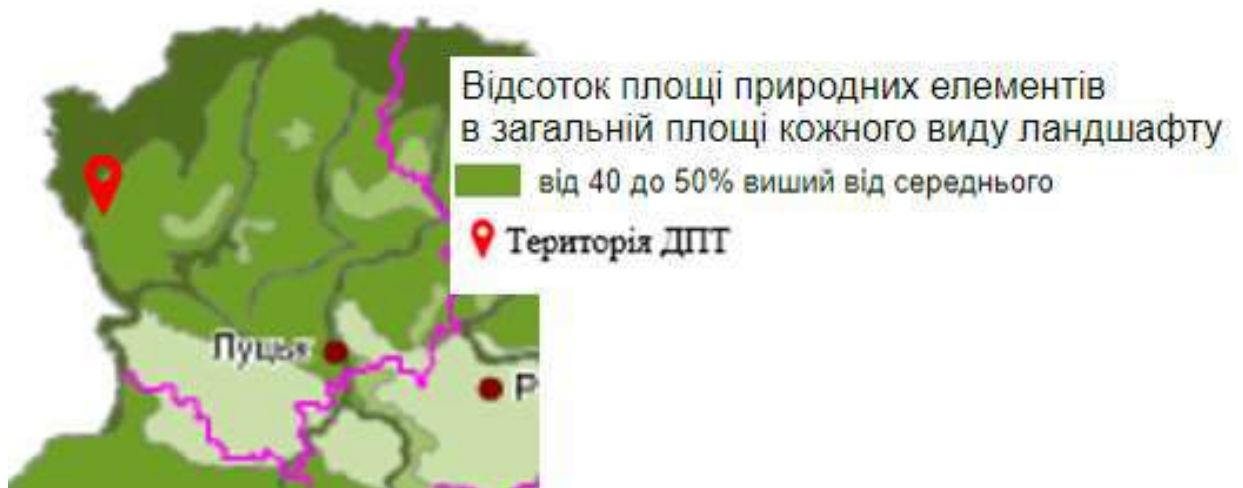 Відсоток площі природних елементів
в загальній площі кожного виду ландшафту
від 40 до 50% виший від середнього
Територія ДПТ
Луцьк
Р